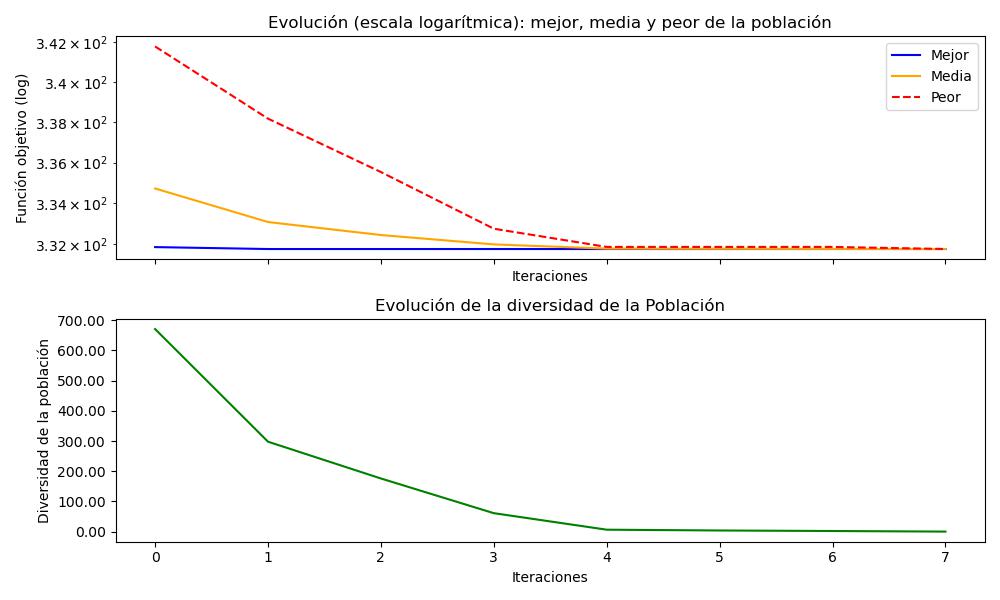 Evolución (escala logarítmica): mejor, media y peor de la población
Función objetivo (log)
3.42 × 10²
3.4 × 10²
3.38 × 10²
3.36 × 10²
3.34 × 10²
3.32 × 10²
Mejor
Media
Peor
Iteraciones
Evolución de la diversidad de la Población
Diversidad de la población
700.00
600.00
500.00
400.00
300.00
200.00
100.00
0.00
0 1 2 3 4 5 6 7
Iteraciones